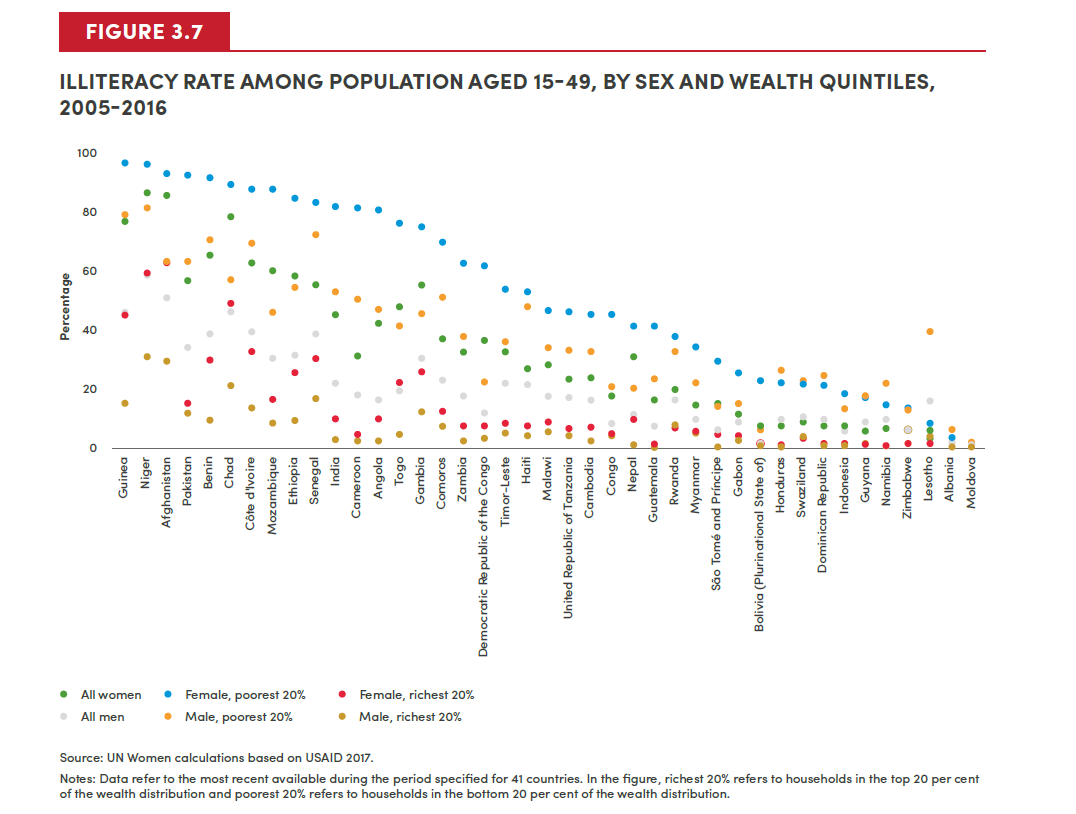 FIGURE 3.7
ILLITERACY RATE AMONG POPULATION AGED 15-49, BY SEX AND WEALTH QUINTILES,
2005-2016
100
80
60
40
20
0
Percentage
Guinea
Niger
Afghanistan
Pakistan
Benin
Chad
Côte d'Ivoire
Mozambique
Ethiopia
Senegal
India
Cameroon
Angola
Togo
Gambia
Comoros
Zambia
Democratic Republic of the Congo
Timor-Leste
Haiti
Malawi
United Republic of Tanzania
Cambodia
Congo
Nepal
Guatemala
Rwanda
Myanmar
São Tomé and Príncipe
Gabon
Bolivia (Plurinational State of)
Honduras
Swaziland
Dominican Republic
Indonesia
Guyana
Namibia
Zimbabwe
Lesotho
Albania
Moldova
All women
Female, poorest 20%
Female, richest 20%
All men
Male, poorest 20%
Male, richest 20%
Source: UN Women calculations based on USAID 2017.
Notes: Data refer to the most recent available during the period specified for 41 countries. In the figure, richest 20% refers to households in the top 20 per cent
of the wealth distribution and poorest 20% refers to households in the bottom 20 per cent of the wealth distribution.